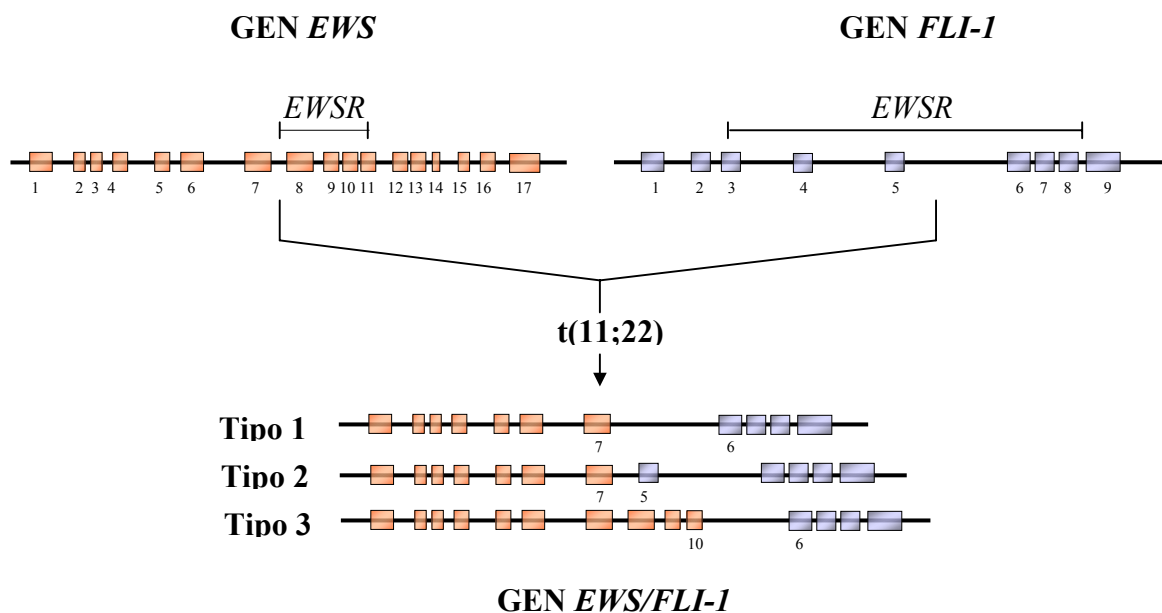 GEN EWS GEN FLI-1
EWSR EWSR
1 2 3 4 5 6 7 8 9 10 11 12 13 14 15 16 17 1 2 3 4 5 6 7 8 9
t(11;22)
Tipo 1
7 6
Tipo 2
7 5
Tipo 3
10 6
GEN EWS/FLI-1